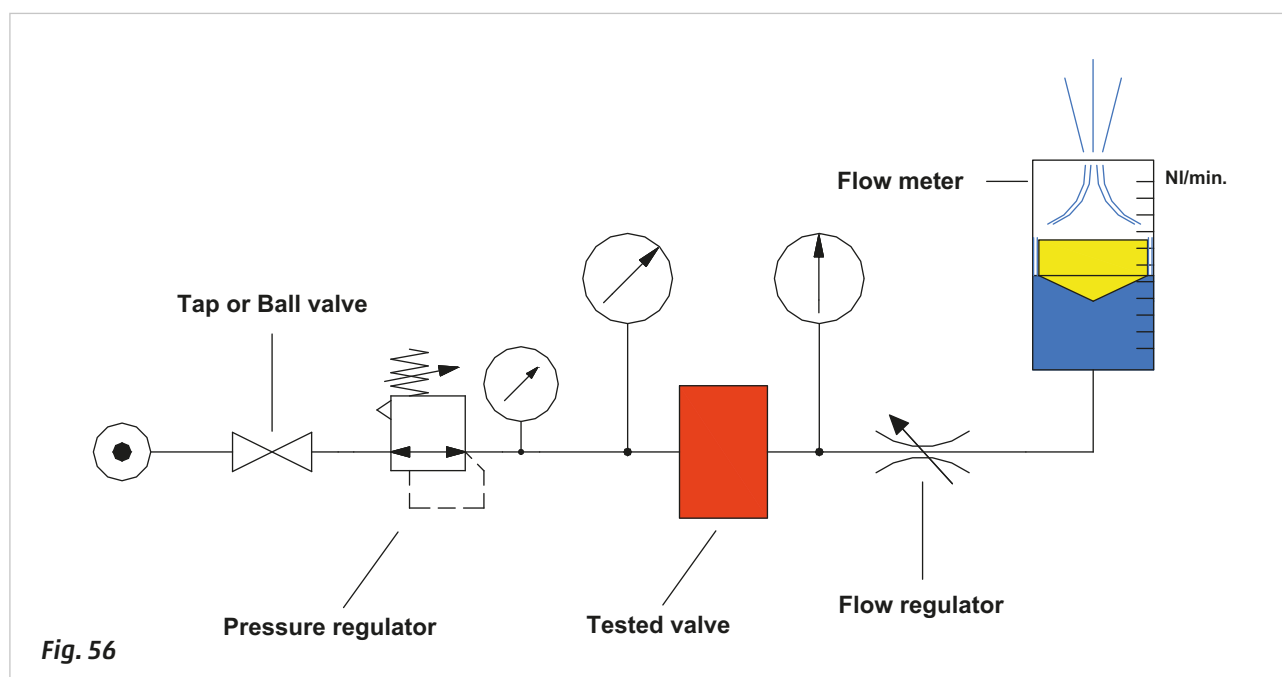 Flow meter
Nl/min.
Tap or Ball valve
Pressure regulator
Tested valve
Flow regulator
Fig. 56